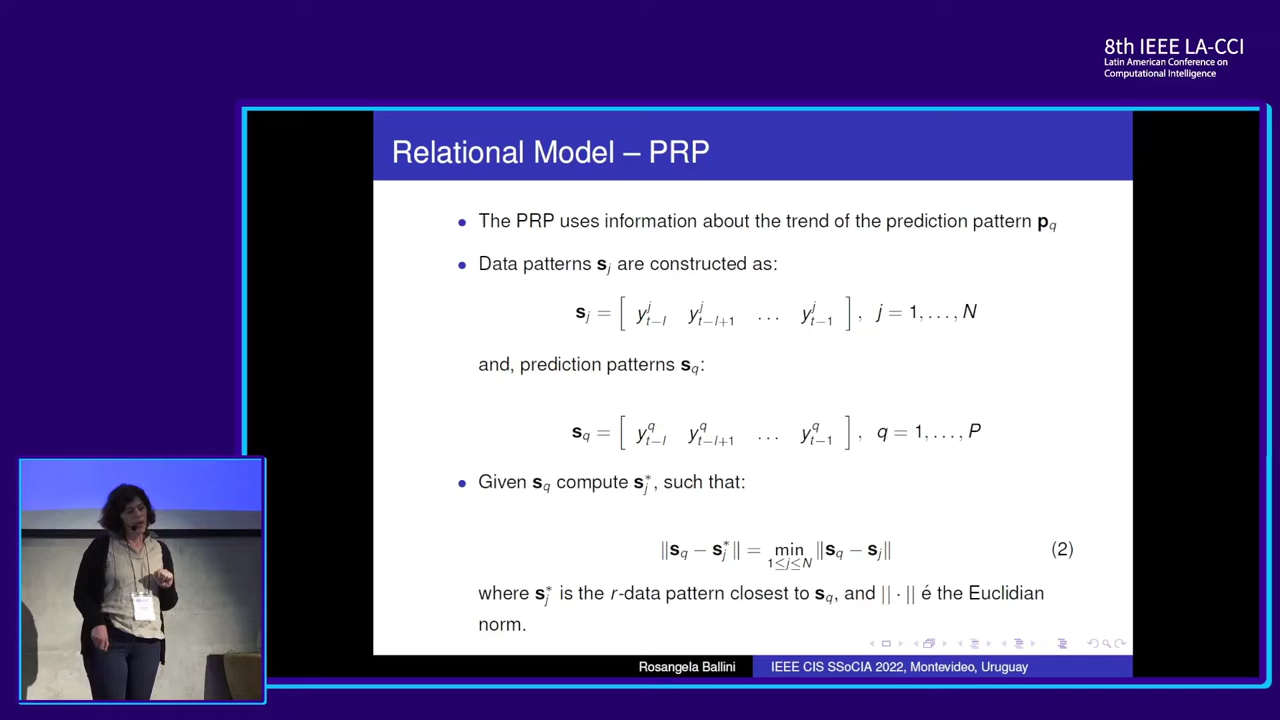 8th IEEE LA-CCI
Latin American Conference on
Computational Intelligence
Relational Model – PRP
• The PRP uses information about the trend of the prediction pattern p_q
• Data patterns s_j are constructed as:
s_j = [ y^j_{t−l} y^j_{t−l+1} ... y^j_{t−1} ], j = 1, ..., N
and, prediction patterns s_q:
s_q = [ y^q_{t−l} y^q_{t−l+1} ... y^q_{t−1} ], q = 1, ..., P
• Given s_q compute s^*_j, such that:
‖s_q − s^*_j‖ = min_{1≤j≤N} ‖s_q − s_j‖ (2)
where s^*_j is the r-data pattern closest to s_q, and || · || é the Euclidian
norm.
Rosangela Ballini IEEE CIS SSoCIA 2022, Montevideo, Uruguay